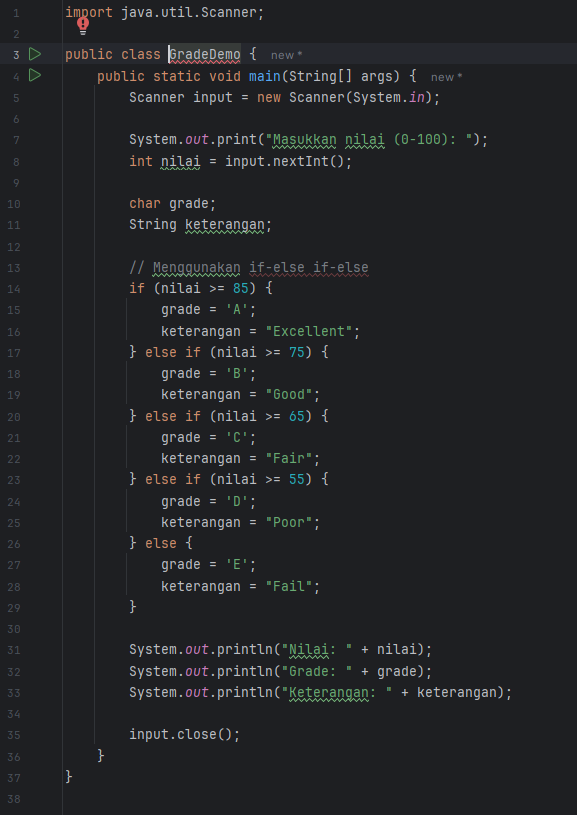 1 import java.util.Scanner;
2
3 public class GradeDemo { new *
4     public static void main(String[] args) { new *
5         Scanner input = new Scanner(System.in);
6
7         System.out.print("Masukkan nilai (0-100): ");
8         int nilai = input.nextInt();
9
10         char grade;
11         String keterangan;
12
13         // Menggunakan if-else if-else
14         if (nilai >= 85) {
15             grade = 'A';
16             keterangan = "Excellent";
17         } else if (nilai >= 75) {
18             grade = 'B';
19             keterangan = "Good";
20         } else if (nilai >= 65) {
21             grade = 'C';
22             keterangan = "Fair";
23         } else if (nilai >= 55) {
24             grade = 'D';
25             keterangan = "Poor";
26         } else {
27             grade = 'E';
28             keterangan = "Fail";
29         }
30
31         System.out.println("Nilai: " + nilai);
32         System.out.println("Grade: " + grade);
33         System.out.println("Keterangan: " + keterangan);
34
35         input.close();
36     }
37 }
38